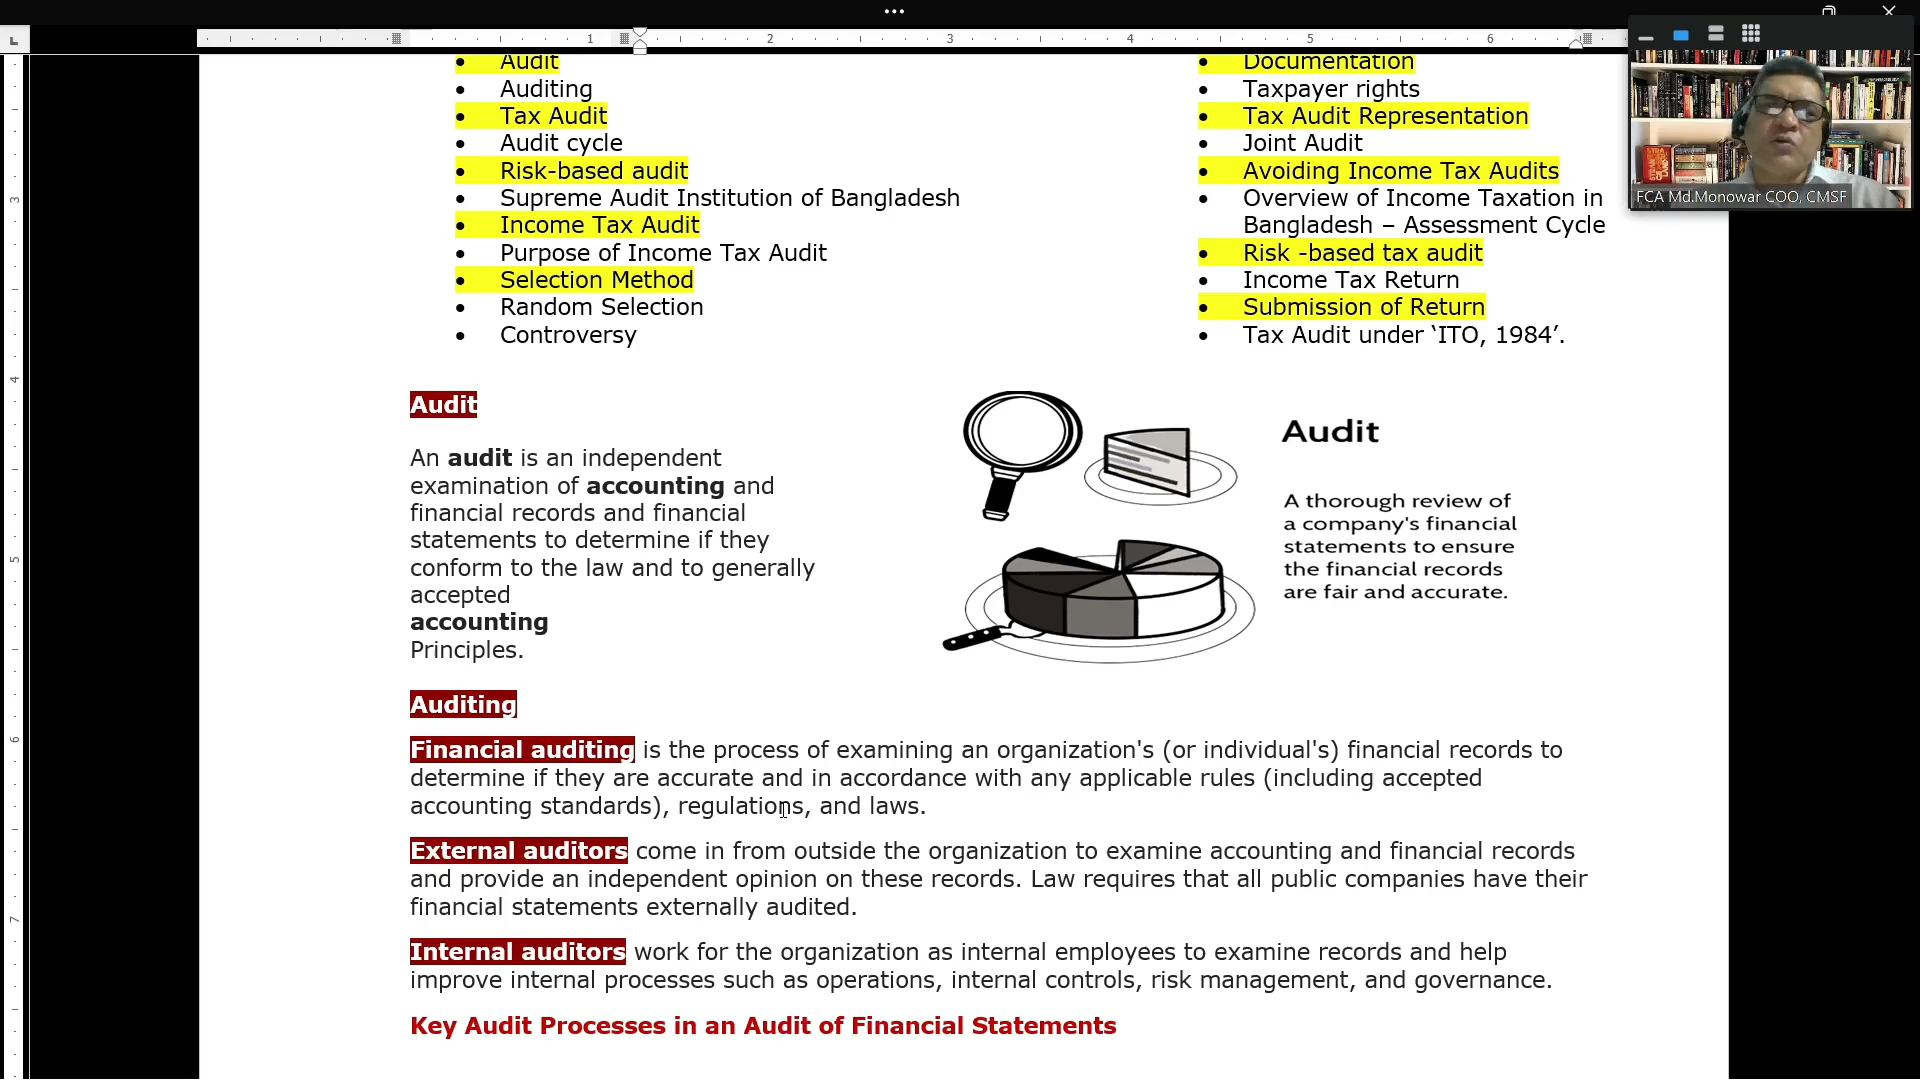 1 2 3 4 5 6
Audit
Auditing
Tax Audit
Audit cycle
Risk-based audit
Supreme Audit Institution of Bangladesh
Income Tax Audit
Purpose of Income Tax Audit
Selection Method
Random Selection
Controversy
Documentation
Taxpayer rights
Tax Audit Representation
Joint Audit
Avoiding Income Tax Audits
Overview of Income Taxation in
Bangladesh – Assessment Cycle
Risk -based tax audit
Income Tax Return
Submission of Return
Tax Audit under ‘ITO, 1984’.
FCA Md.Monowar COO, CMSF
3
4
5
6
7
Audit
An audit is an independent
examination of accounting and
financial records and financial
statements to determine if they
conform to the law and to generally
accepted
accounting
Principles.
Audit
A thorough review of
a company's financial
statements to ensure
the financial records
are fair and accurate.
Auditing
Financial auditing is the process of examining an organization's (or individual's) financial records to
determine if they are accurate and in accordance with any applicable rules (including accepted
accounting standards), regulations, and laws.
External auditors come in from outside the organization to examine accounting and financial records
and provide an independent opinion on these records. Law requires that all public companies have their
financial statements externally audited.
Internal auditors work for the organization as internal employees to examine records and help
improve internal processes such as operations, internal controls, risk management, and governance.
Key Audit Processes in an Audit of Financial Statements